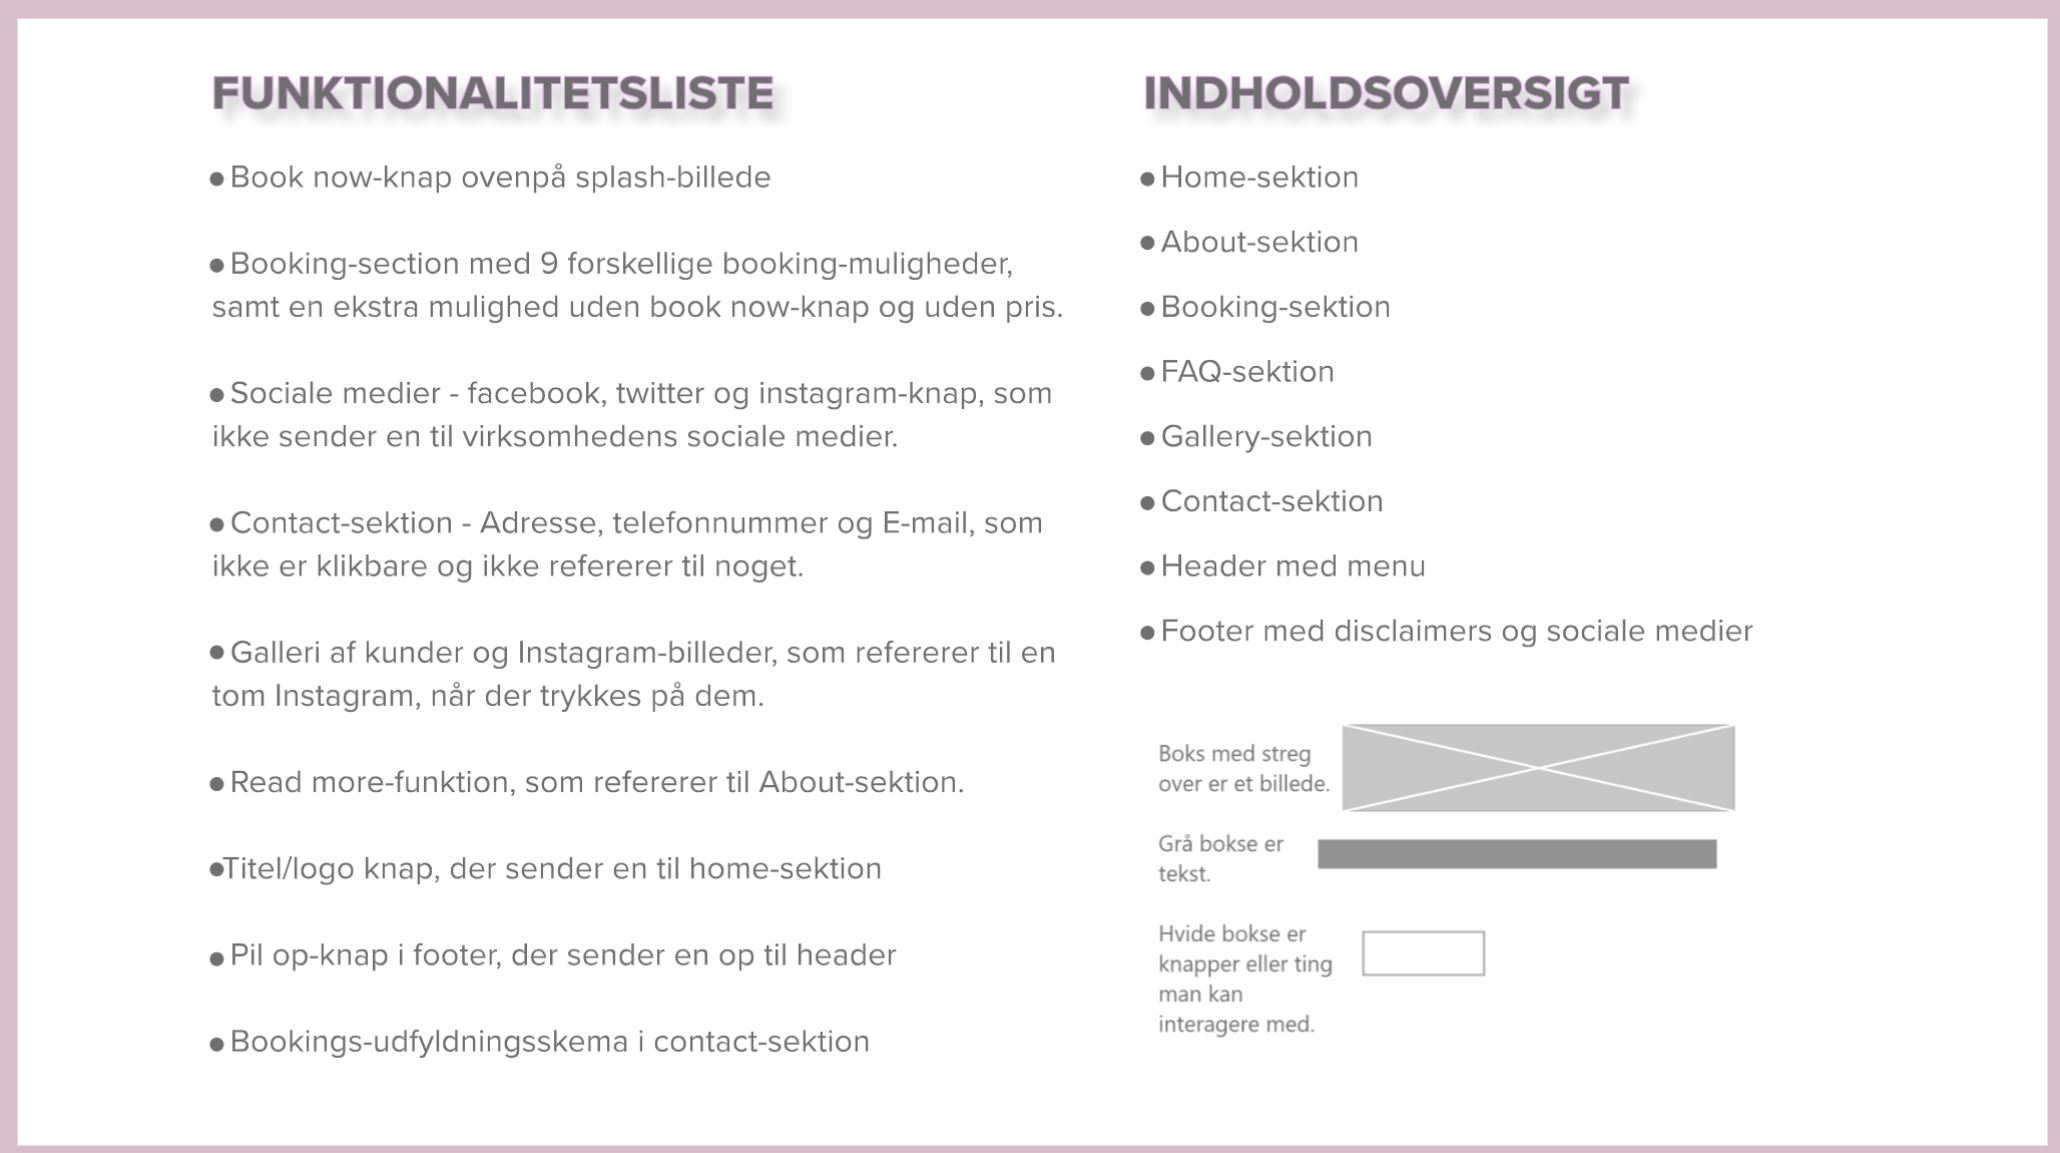 FUNKTIONALITETSLISTE
● Book now-knap ovenpå splash-billede
● Booking-section med 9 forskellige booking-muligheder,
samt en ekstra mulighed uden book now-knap og uden pris.
● Sociale medier - facebook, twitter og instagram-knap, som
ikke sender en til virksomhedens sociale medier.
● Contact-sektion - Adresse, telefonnummer og E-mail, som
ikke er klikbare og ikke refererer til noget.
● Galleri af kunder og Instagram-billeder, som refererer til en
tom Instagram, når der trykkes på dem.
● Read more-funktion, som refererer til About-sektion.
●Titel/logo knap, der sender en til home-sektion
● Pil op-knap i footer, der sender en op til header
● Bookings-udfyldningsskema i contact-sektion
INDHOLDSOVERSIGT
● Home-sektion
● About-sektion
● Booking-sektion
● FAQ-sektion
● Gallery-sektion
● Contact-sektion
● Header med menu
● Footer med disclaimers og sociale medier
Boks med streg
over er et billede.
Grå bokse er
tekst.
Hvide bokse er
knapper eller ting
man kan
interagere med.